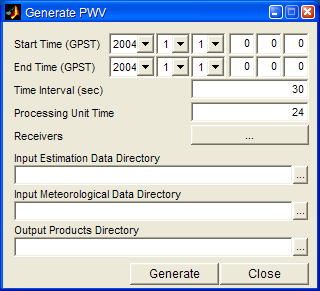 Generate PWV
Start Time (GPST) 2004 1 1 0 0 0
End Time (GPST) 2004 1 1 0 0 0
Time Interval (sec) 30
Processing Unit Time 24
Receivers ...
Input Estimation Data Directory
...
Input Meteorological Data Directory
...
Output Products Directory
...
Generate Close